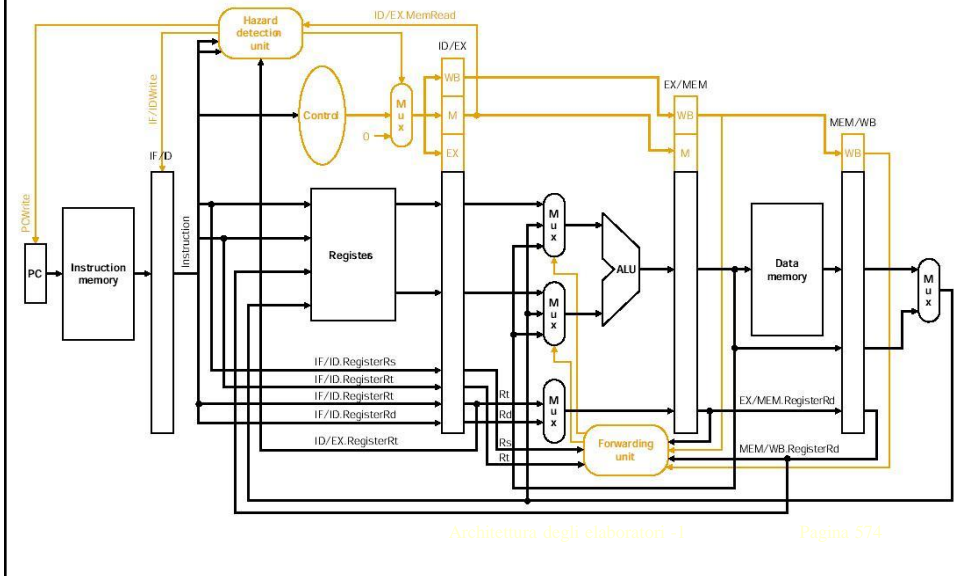 Hazard
detection
unit
ID/EX.MemRead
ID/EX
EX/MEM
MEM/WB
IF/IDWrite
PCWrite
IF/ID
Control
0
Mux
WB
M
EX
WB
M
WB
PC
Instruction
memory
Instruction
Registers
Mux
Mux
ALU
Data
memory
Mux
IF/ID.RegisterRs
IF/ID.RegisterRt
IF/ID.RegisterRt
IF/ID.RegisterRd
ID/EX.RegisterRt
Rt
Rd
Rs
Rt
Mux
Forwarding
unit
EX/MEM.RegisterRd
MEM/WB.RegisterRd
Architettura degli elaboratori -1
Pagina 374